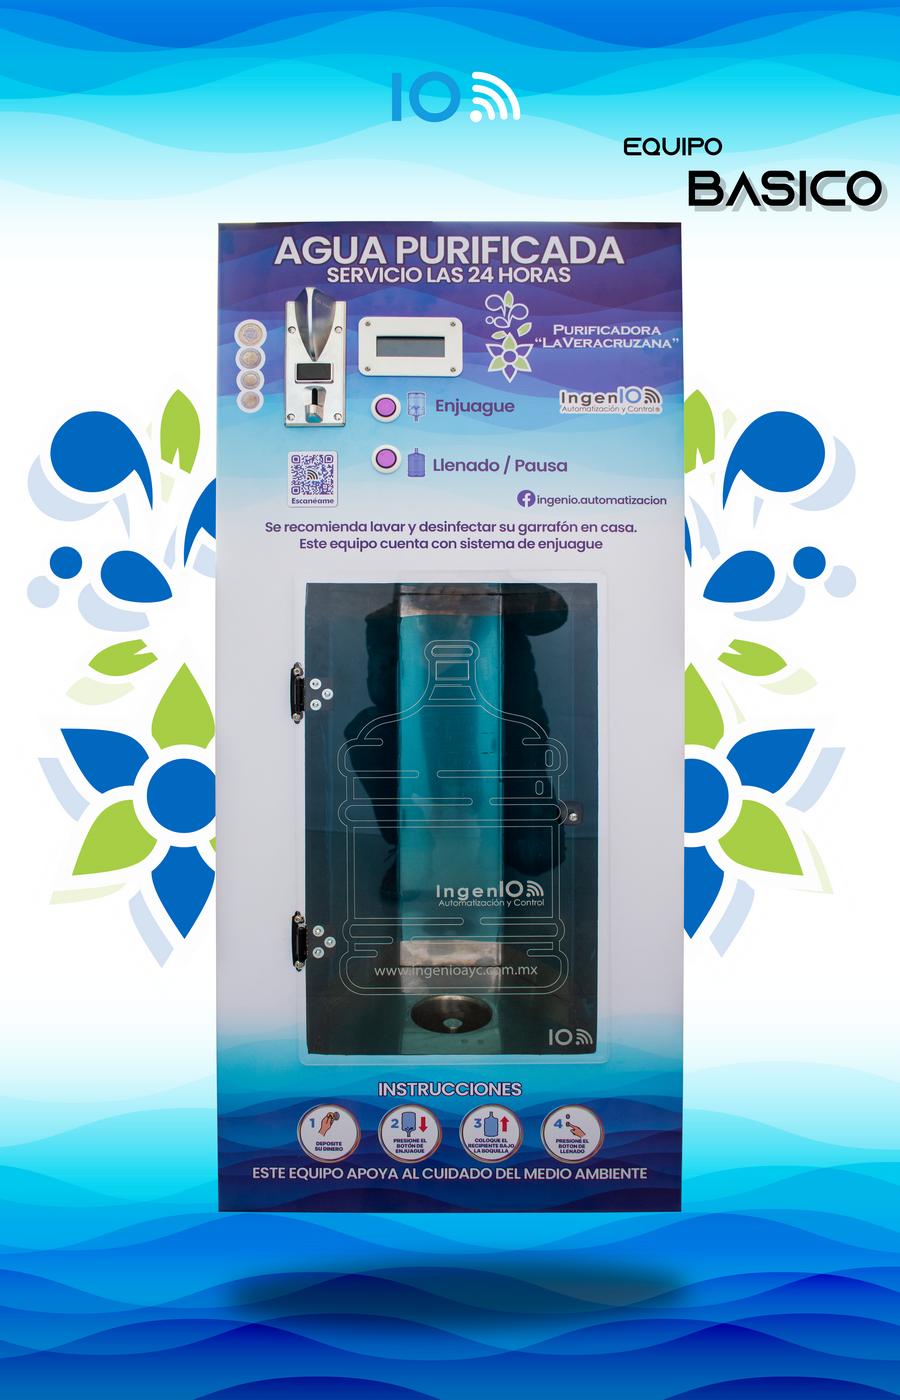 IO
EQUIPO
BASICO
AGUA PURIFICADA
SERVICIO LAS 24 HORAS
PURIFICADORA
“LAVERACRUZANA”
Enjuague
IngenIO
Automatización y Control®
Llenado / Pausa
Escanéame
ingenio.automatizacion
Se recomienda lavar y desinfectar su garrafón en casa.
Este equipo cuenta con sistema de enjuague
IngenIO
Automatización y Control
www.ingenioayc.com.mx
IO
INSTRUCCIONES
1
DEPOSITE
SU DINERO
2
PRESIONE EL
BOTÓN DE
ENJUAGUE
3
COLOQUE EL
RECIPIENTE BAJO
LA BOQUILLA
4
PRESIONE EL
BOTON DE
LLENADO
ESTE EQUIPO APOYA AL CUIDADO DEL MEDIO AMBIENTE